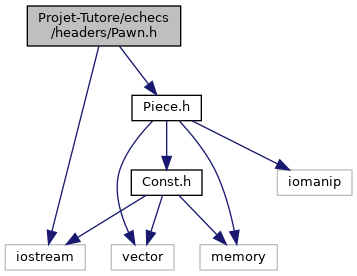 Projet-Tutore/echecs
/headers/Pawn.h
Piece.h
Const.h
iomanip
iostream
vector
memory